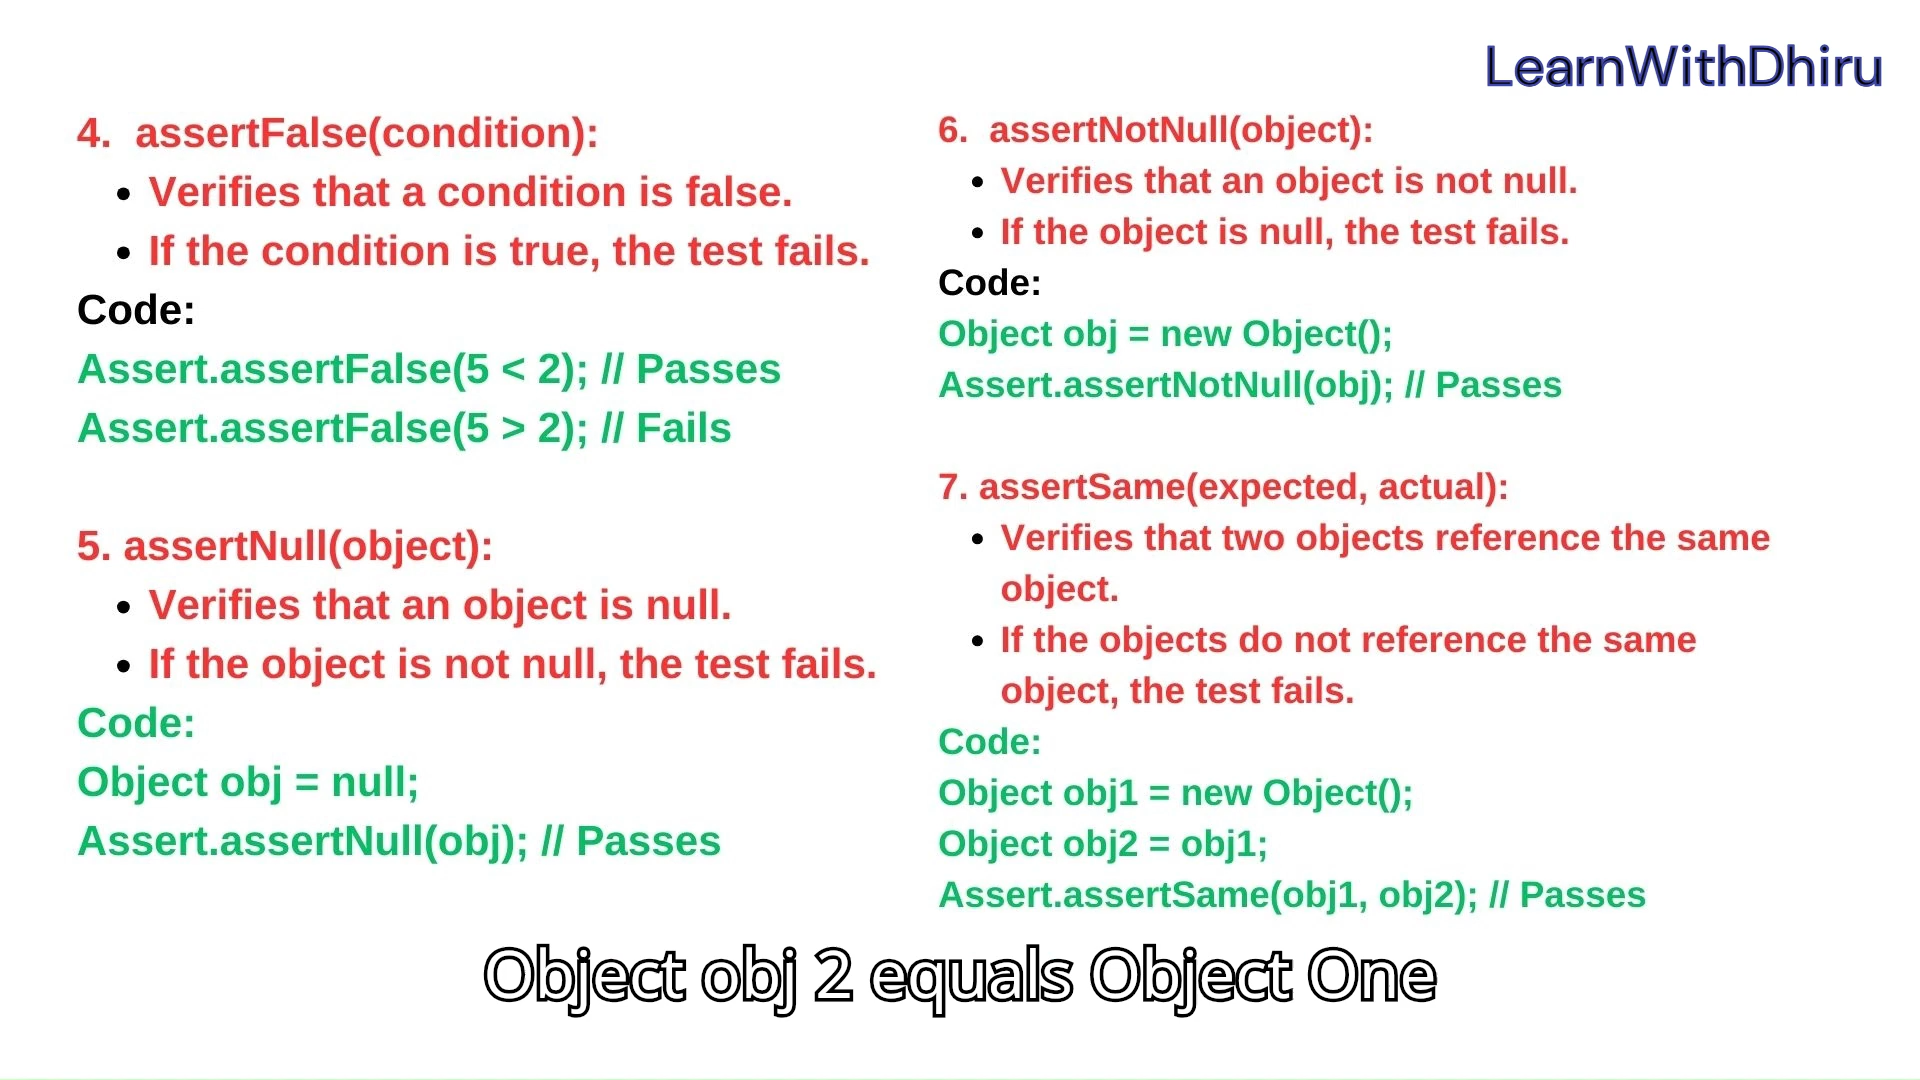 LearnWithDhiru
4. assertFalse(condition):
• Verifies that a condition is false.
• If the condition is true, the test fails.
Code:
Assert.assertFalse(5 < 2); // Passes
Assert.assertFalse(5 > 2); // Fails
5. assertNull(object):
• Verifies that an object is null.
• If the object is not null, the test fails.
Code:
Object obj = null;
Assert.assertNull(obj); // Passes
6. assertNotNull(object):
• Verifies that an object is not null.
• If the object is null, the test fails.
Code:
Object obj = new Object();
Assert.assertNotNull(obj); // Passes
7. assertSame(expected, actual):
• Verifies that two objects reference the same
object.
• If the objects do not reference the same
object, the test fails.
Code:
Object obj1 = new Object();
Object obj2 = obj1;
Assert.assertSame(obj1, obj2); // Passes
Object obj 2 equals Object One